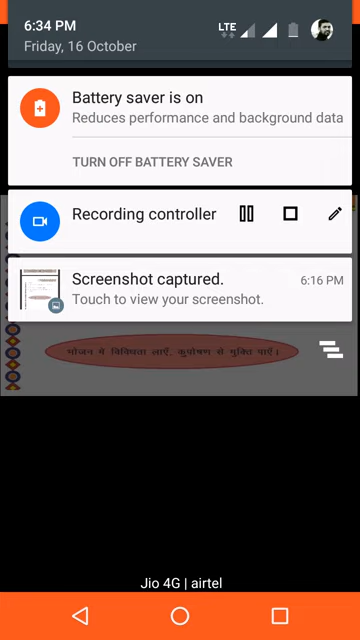 6:34 PM
LTE
Friday, 16 October
Battery saver is on
Reduces performance and background data
TURN OFF BATTERY SAVER
Recording controller
Screenshot captured.
6:16 PM
Touch to view your screenshot.
भोजन में विविधता लाएँ, कुपोषण से मुक्ति पाएँ।
Jio 4G | airtel